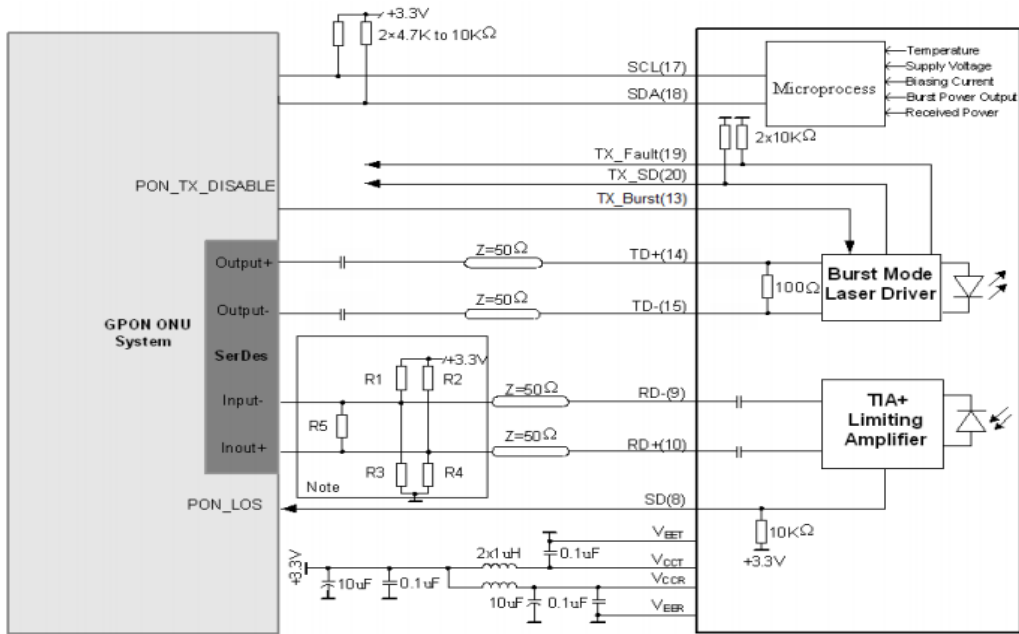 +3.3V
2×4.7K to 10KΩ
SCL(17)
SDA(18)
Microprocess
Temperature
Supply Voltage
Biasing Current
Burst Power Output
Received Power
2x10KΩ
TX_Fault(19)
TX_SD(20)
PON_TX_DISABLE
TX_Burst(13)
Output+
Z=50Ω
TD+(14)
100Ω
Burst Mode
Laser Driver
Output-
Z=50Ω
TD-(15)
GPON ONU
System
SerDes
+3.3V
R1
R2
Input-
Z=50Ω
RD-(9)
TIA+
Limiting
Amplifier
R5
Inout+
Z=50Ω
RD+(10)
R3
R4
Note
PON_LOS
SD(8)
10KΩ
+3.3V
VEET
2x1uH
0.1uF
VCCT
+3.3V
10uF
0.1uF
VCCR
10uF
0.1uF
VEER